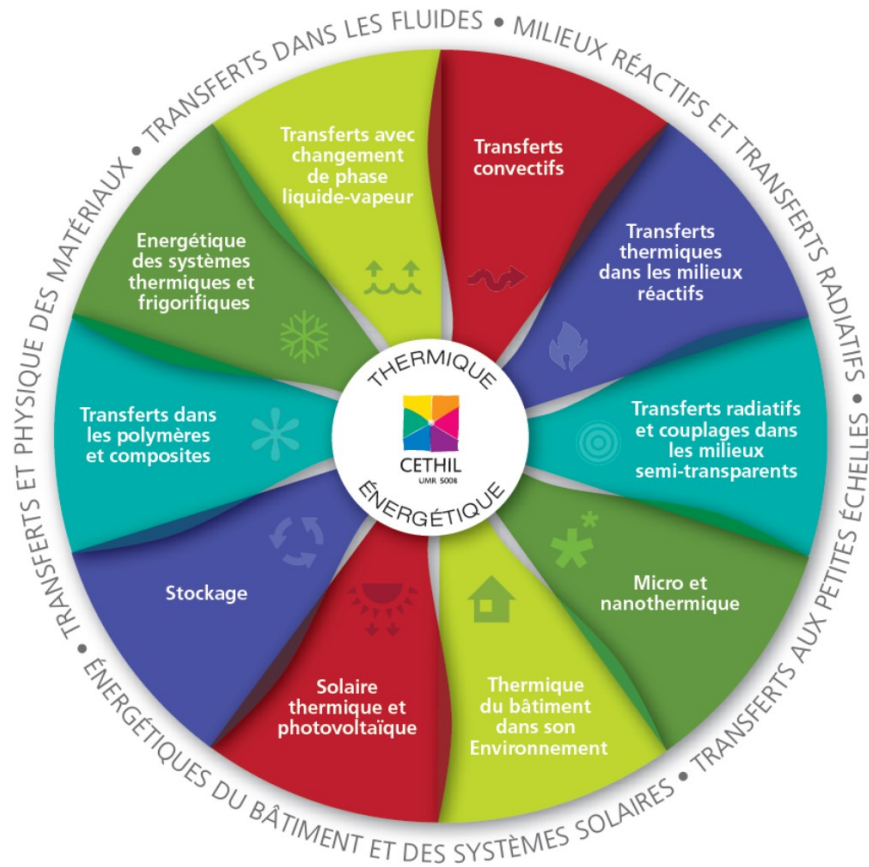 TRANSFERTS DANS LES FLUIDES • MILIEUX RÉACTIFS ET TRANSFERTS RADIATIFS • TRANSFERTS AUX PETITES ÉCHELLES • ÉNERGÉTIQUES DU BÂTIMENT ET DES SYSTÈMES SOLAIRES • TRANSFERTS ET PHYSIQUE DES MATÉRIAUX •
Transferts avec
changement
de phase
liquide-vapeur
Transferts
convectifs
Transferts
thermiques
dans les milieux
réactifs
Transferts radiatifs
et couplages dans
les milieux
semi-transparents
Micro et
nanothermique
Thermique
du bâtiment
dans son
Environnement
Solaire
thermique et
photovoltaïque
Stockage
Transferts dans
les polymères
et composites
Energétique
des systèmes
thermiques et
frigorifiques
THERMIQUE
CETHIL
UMR 5008
ÉNERGÉTIQUE